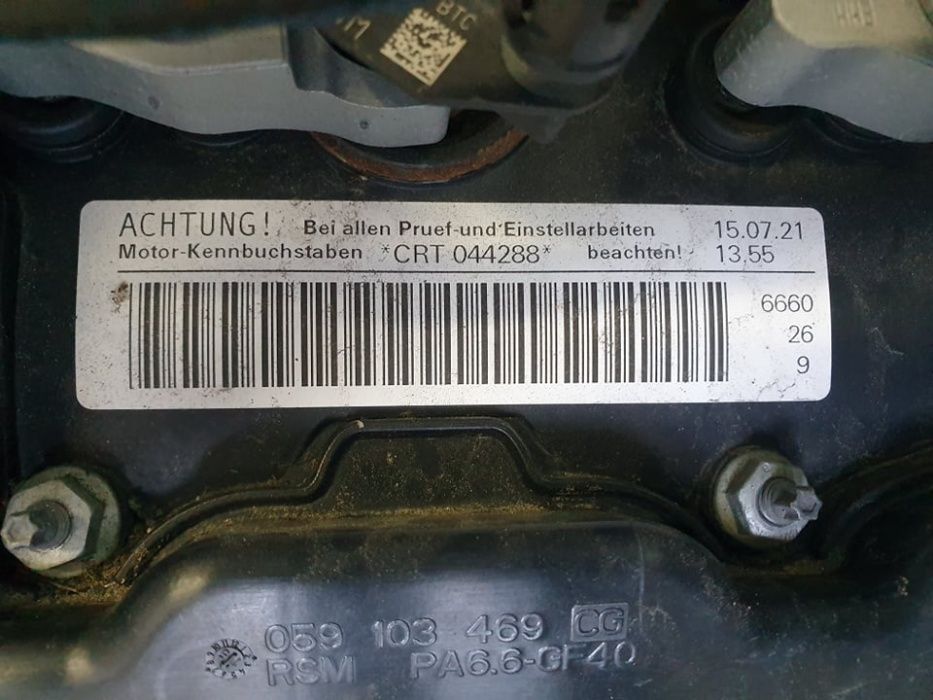 BTC
ACHTUNG! Bei allen Pruef-und Einstellarbeiten 15.07.21
Motor-Kennbuchstaben *CRT 044288* beachten! 13,55
6660
26
9
059 103 469 CG
RSM PA6.6-GF40